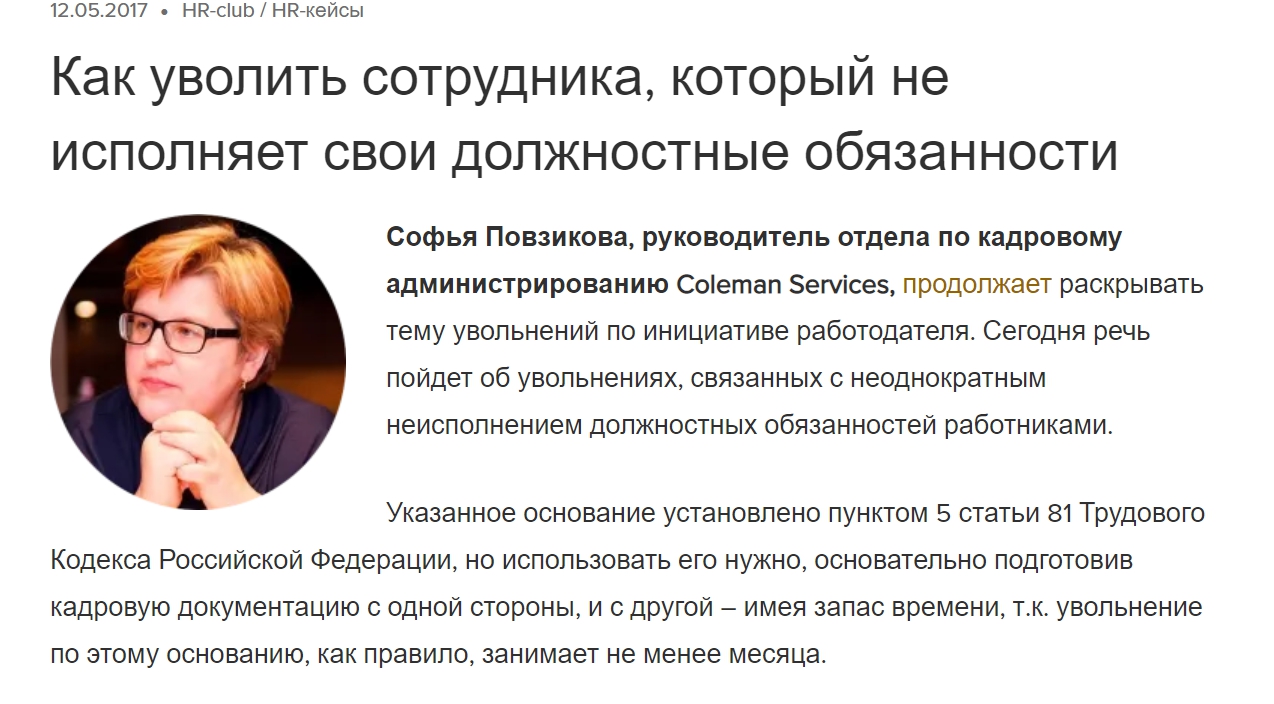 12.05.2017 • HR-club / HR-кейсы
Как уволить сотрудника, который не
исполняет свои должностные обязанности
Софья Повзикова, руководитель отдела по кадровому
администрированию Coleman Services, продолжает раскрывать
тему увольнений по инициативе работодателя. Сегодня речь
пойдет об увольнениях, связанных с неоднократным
неисполнением должностных обязанностей работниками.
Указанное основание установлено пунктом 5 статьи 81 Трудового
Кодекса Российской Федерации, но использовать его нужно, основательно подготовив
кадровую документацию с одной стороны, и с другой – имея запас времени, т.к. увольнение
по этому основанию, как правило, занимает не менее месяца.